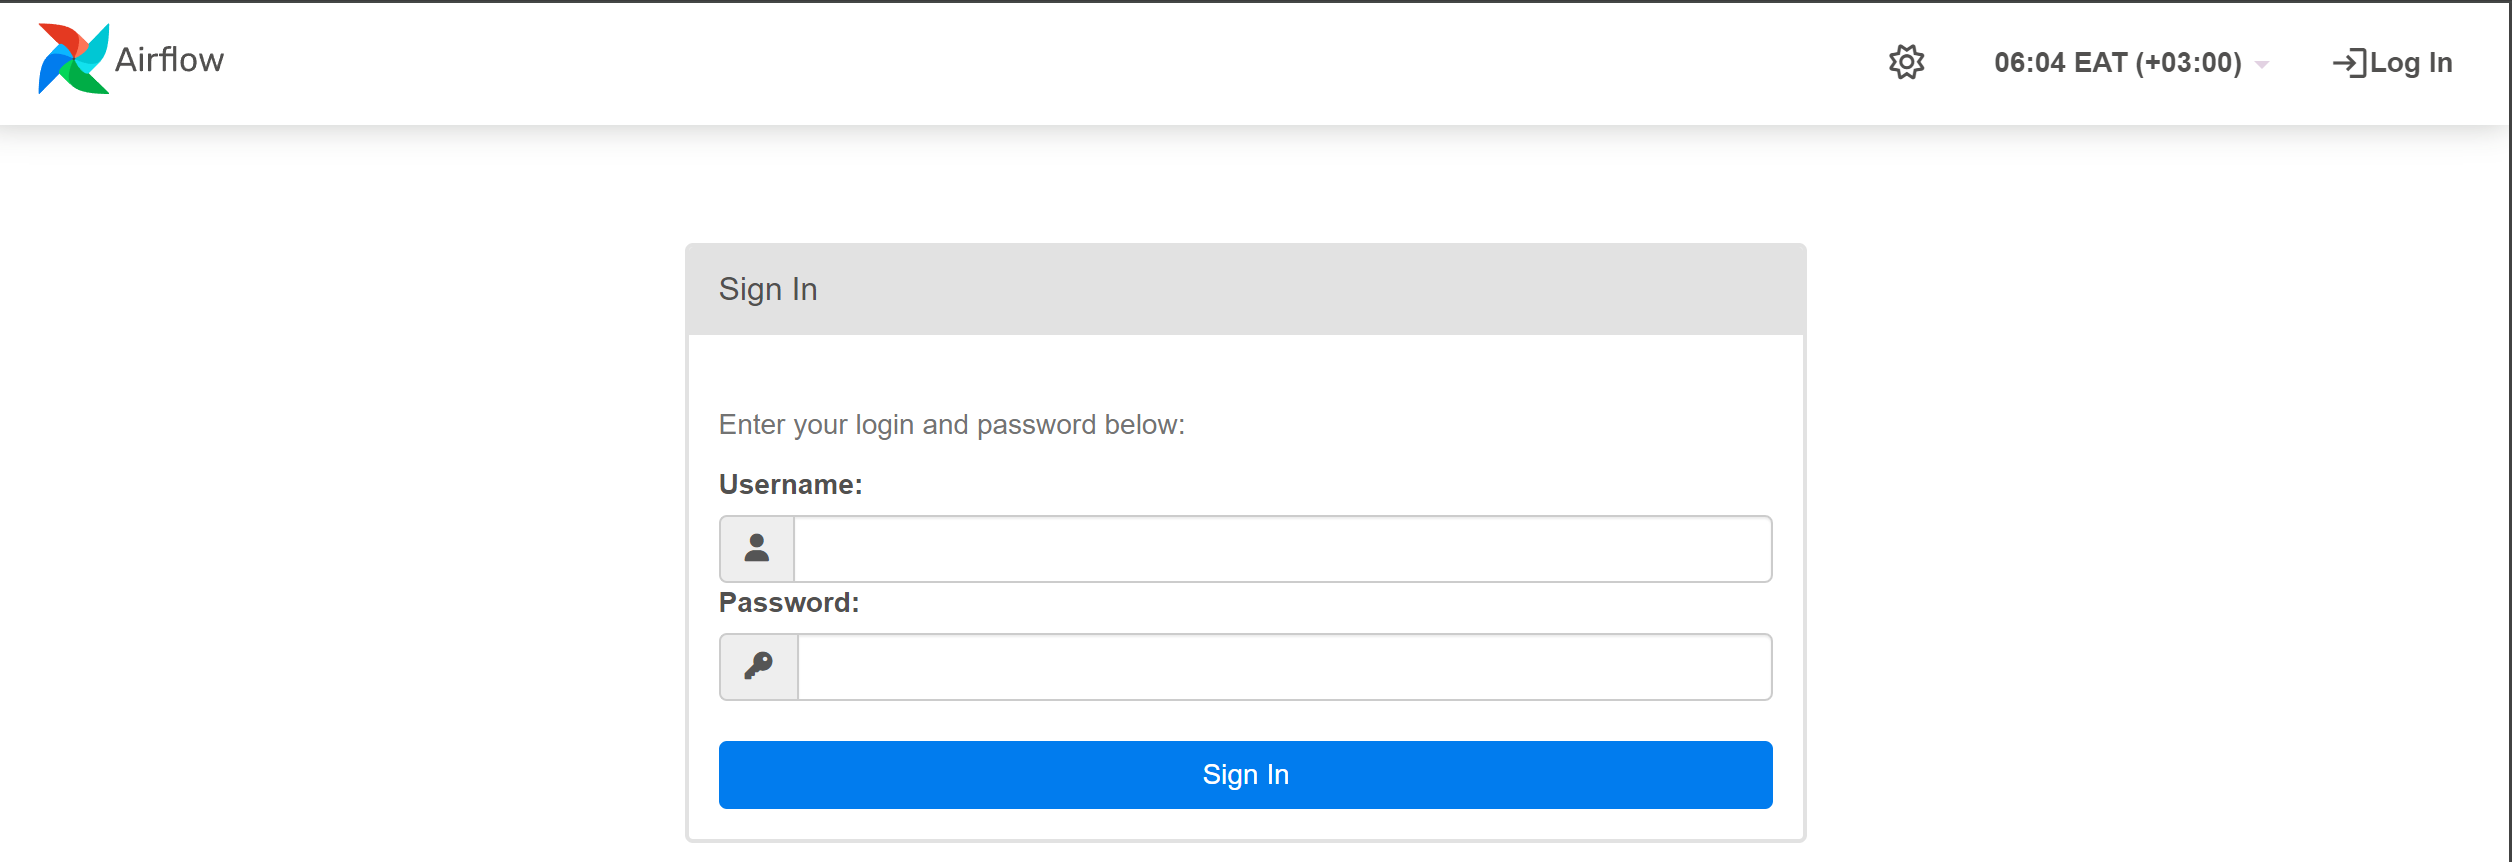 Airflow
06:04 EAT (+03:00)
Log In
Sign In
Enter your login and password below:
Username:
Password:
Sign In